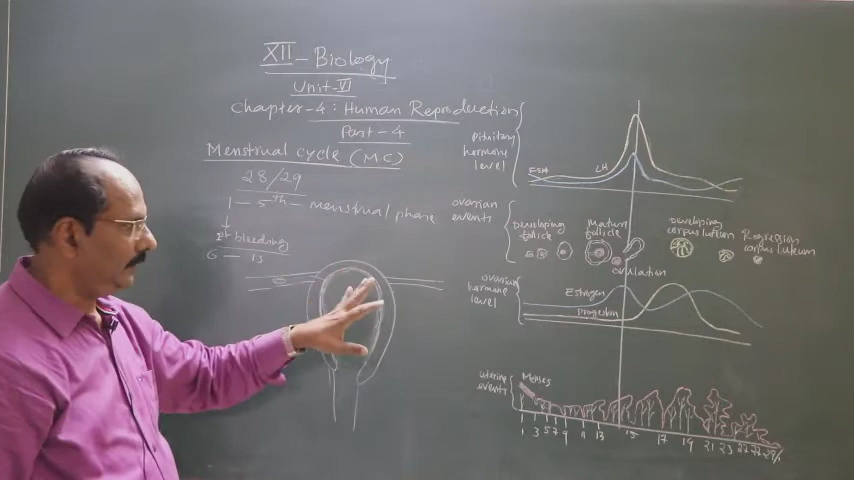 XII - Biology
Unit-VI
Chapter-4: Human Reproduction
Part-4
Menstrual cycle (MC)
28/29
1 - 5th - menstrual phase
1st bleeding
6 - 13
Pituitary
hormone
level
FSH
LH
ovarian
events
Developing
follicle
mature
follicle
ovulation
Developing
corpus luteum
Regression
corpus luteum
ovarian
hormone
level
Estrogen
uterine
events
Menses
1 3 5 7 9 11 13 15 17 19 21 23